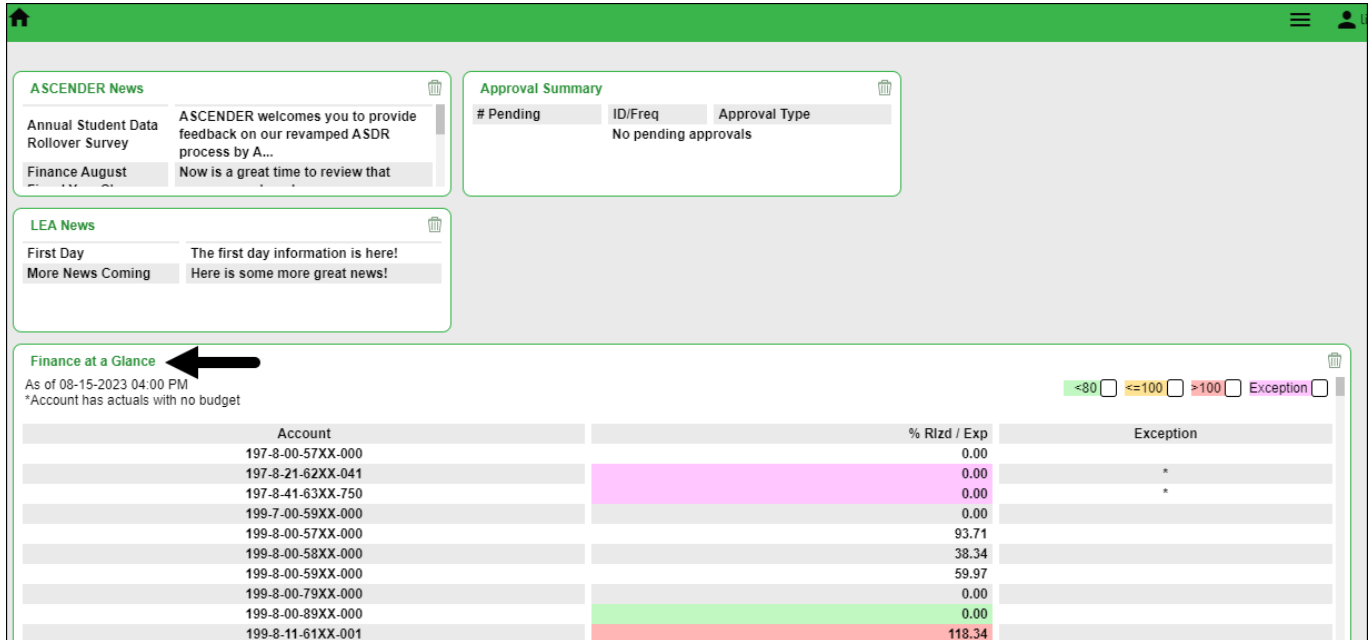 ASCENDER News
Annual Student Data
Rollover Survey
ASCENDER welcomes you to provide
feedback on our revamped ASDR
process by A...
Finance August
Now is a great time to review that
Approval Summary
# Pending ID/Freq Approval Type
No pending approvals
LEA News
First Day The first day information is here!
More News Coming Here is some more great news!
Finance at a Glance
As of 08-15-2023 04:00 PM
*Account has actuals with no budget
<80 <=100 >100 Exception
Account % Rlzd / Exp Exception
197-8-00-57XX-000 0.00
197-8-21-62XX-041 0.00 *
197-8-41-63XX-750 0.00 *
199-7-00-59XX-000 0.00
199-8-00-57XX-000 93.71
199-8-00-58XX-000 38.34
199-8-00-59XX-000 59.97
199-8-00-79XX-000 0.00
199-8-00-89XX-000 0.00
199-8-11-61XX-001 118.34